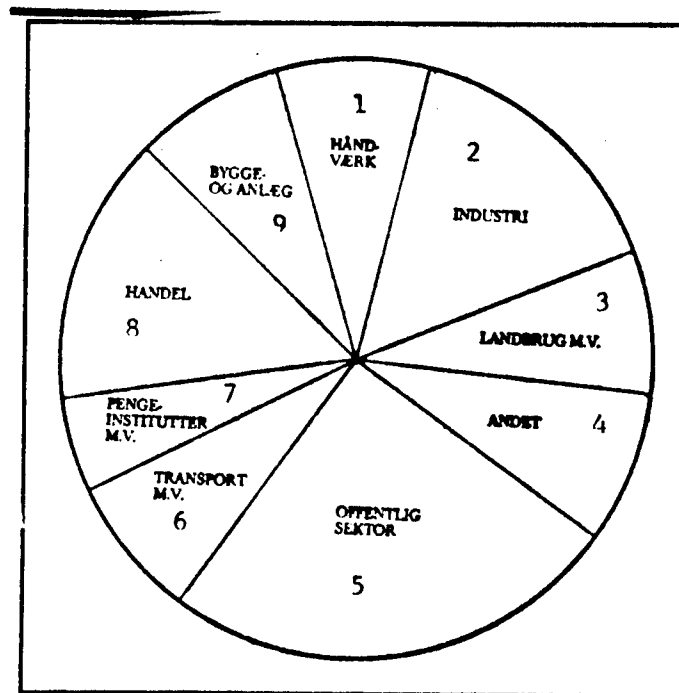 1
HÅND-
VÆRK
2
INDUSTRI
3
LANDBRUG M.V.
ANDET 4
OFFENTLIG
SEKTOR
5
TRANSPORT
M.V.
6
7
PENGE-
INSTITUTTER
M.V.
HANDEL
8
BYGGE-
OG ANLÆG
9